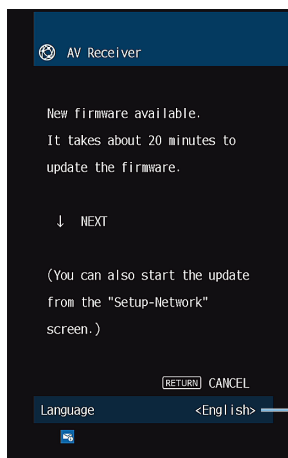 AV Receiver
New firmware available.
It takes about 20 minutes to
update the firmware.
↓ NEXT
(You can also start the update
from the "Setup-Network"
screen.)
RETURN CANCEL
Language <English>